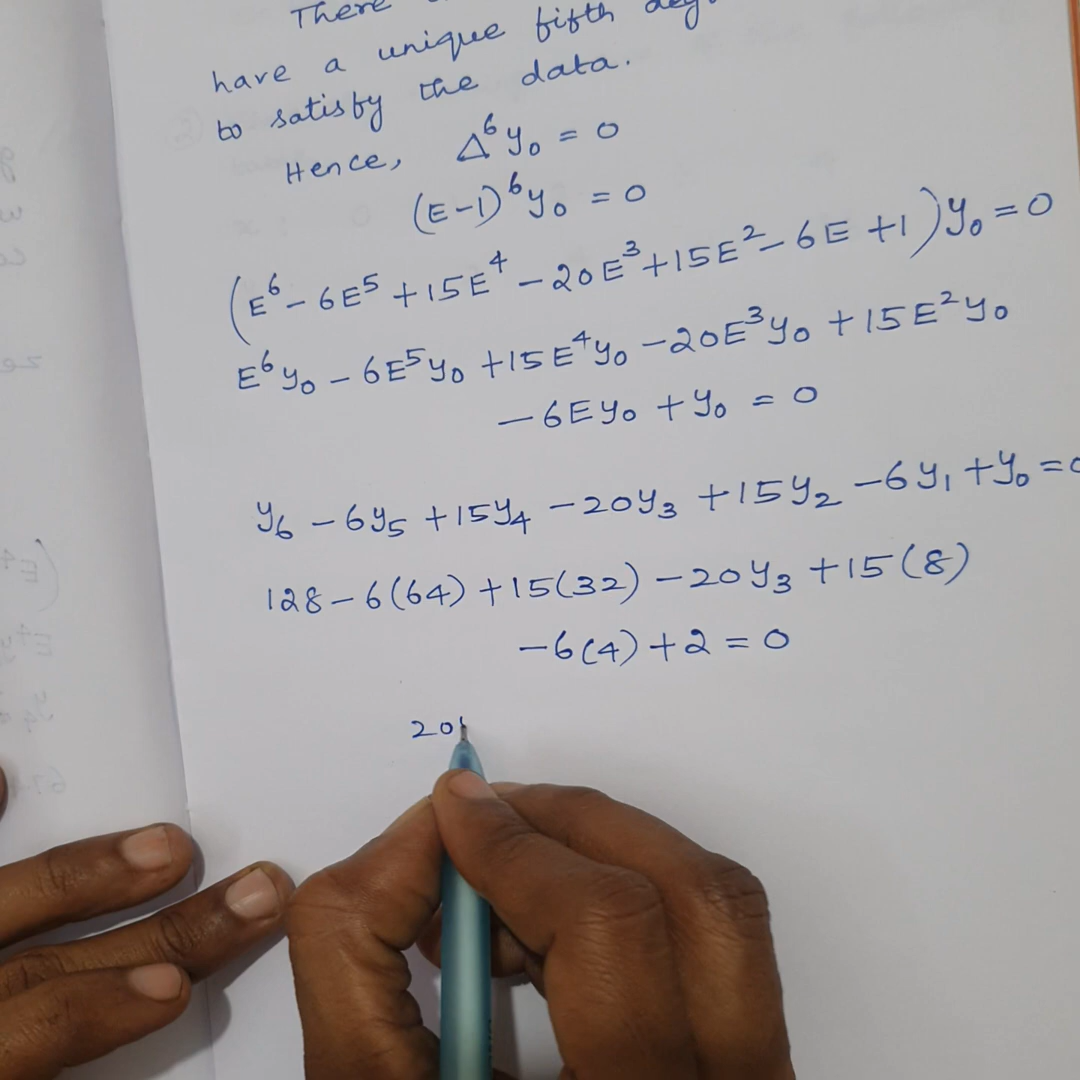 There
have a unique fifth
to satisfy the data.
Hence, Δ⁶y₀ = 0
(E-1)⁶y₀ = 0
(E⁶ - 6E⁵ + 15E⁴ - 20E³ + 15E² - 6E + 1)y₀ = 0
E⁶y₀ - 6E⁵y₀ + 15E⁴y₀ - 20E³y₀ + 15E²y₀
- 6Ey₀ + y₀ = 0
y₆ - 6y₅ + 15y₄ - 20y₃ + 15y₂ - 6y₁ + y₀ = 0
128 - 6(64) + 15(32) - 20y₃ + 15(8)
- 6(4) + 2 = 0
20